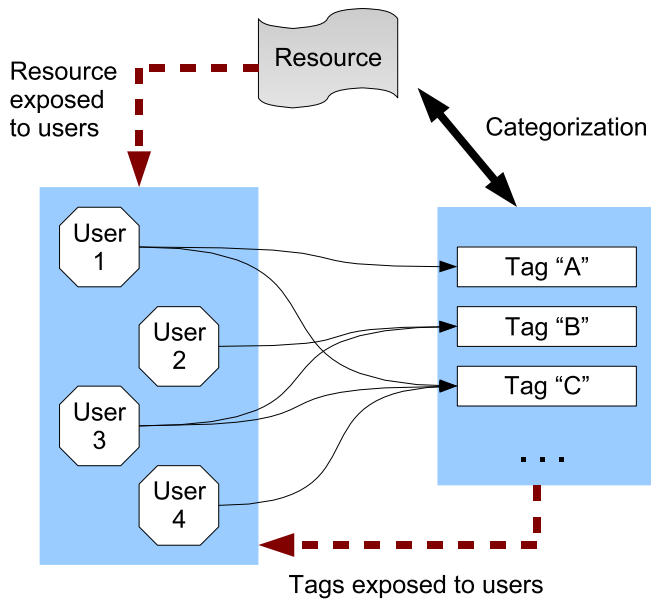 Resource
Resource
exposed
to users
Categorization
User
1
Tag “A”
User
2
Tag “B”
User
3
Tag “C”
. . .
User
4
Tags exposed to users